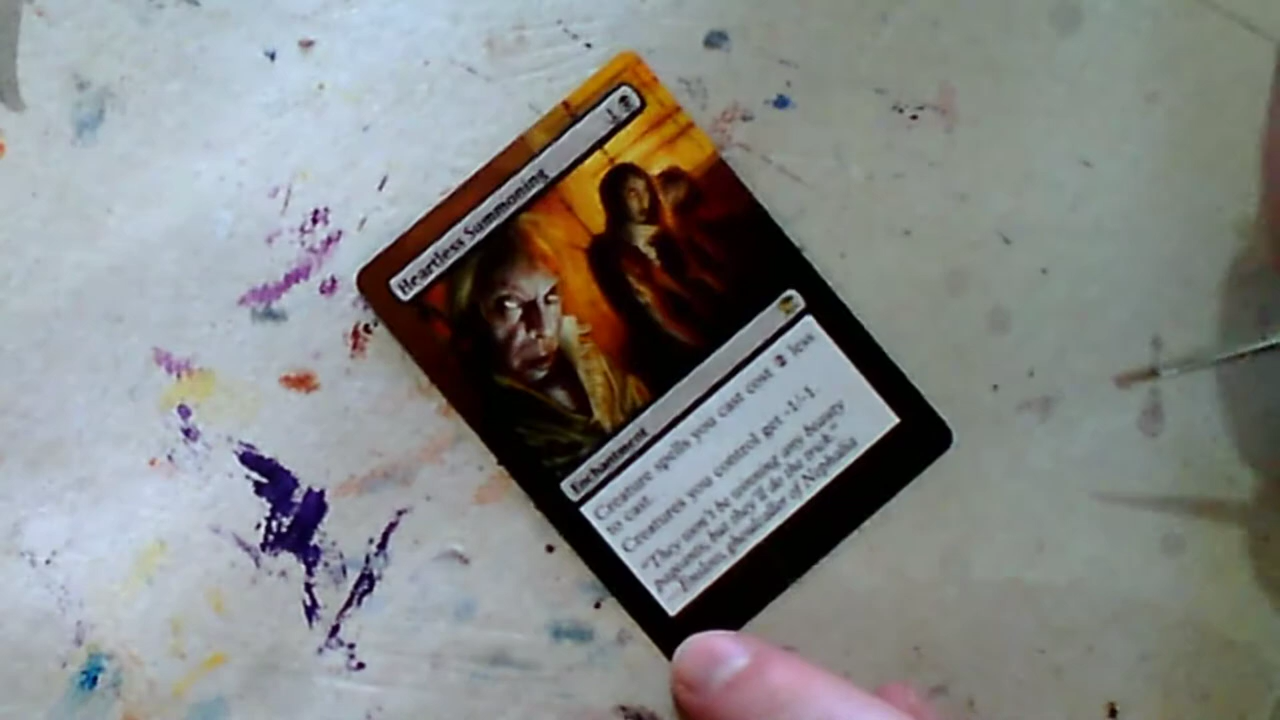 Heartless Summoning 1
Enchantment
Creature spells you cast cost 2 less
to cast.
Creatures you control get -1/-1.
"They won't be winning any beauty
pageants, but they'll do the trick."
ghoulcaller of Nephalia